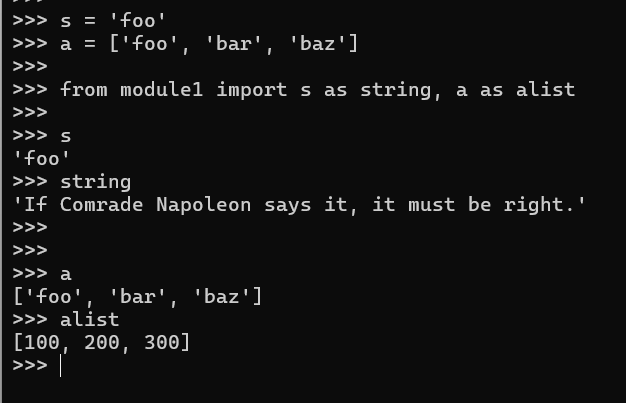 >>> s = 'foo'
>>> a = ['foo', 'bar', 'baz']
>>>
>>> from module1 import s as string, a as alist
>>>
>>> s
'foo'
>>> string
'If Comrade Napoleon says it, it must be right.'
>>>
>>>
>>> a
['foo', 'bar', 'baz']
>>> alist
[100, 200, 300]
>>>